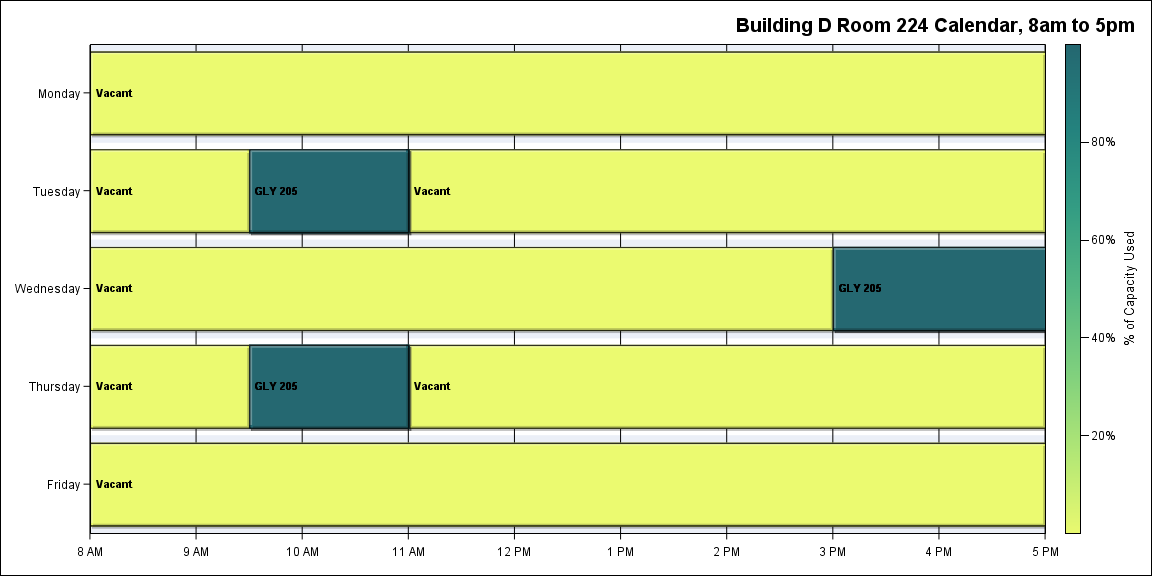 Building D Room 224 Calendar, 8am to 5pm
Monday
Vacant
Tuesday
Vacant
GLY 205
Vacant
Wednesday
Vacant
GLY 205
Thursday
Vacant
GLY 205
Vacant
Friday
Vacant
8 AM
9 AM
10 AM
11 AM
12 PM
1 PM
2 PM
3 PM
4 PM
5 PM
80%
60%
40%
20%
% of Capacity Used